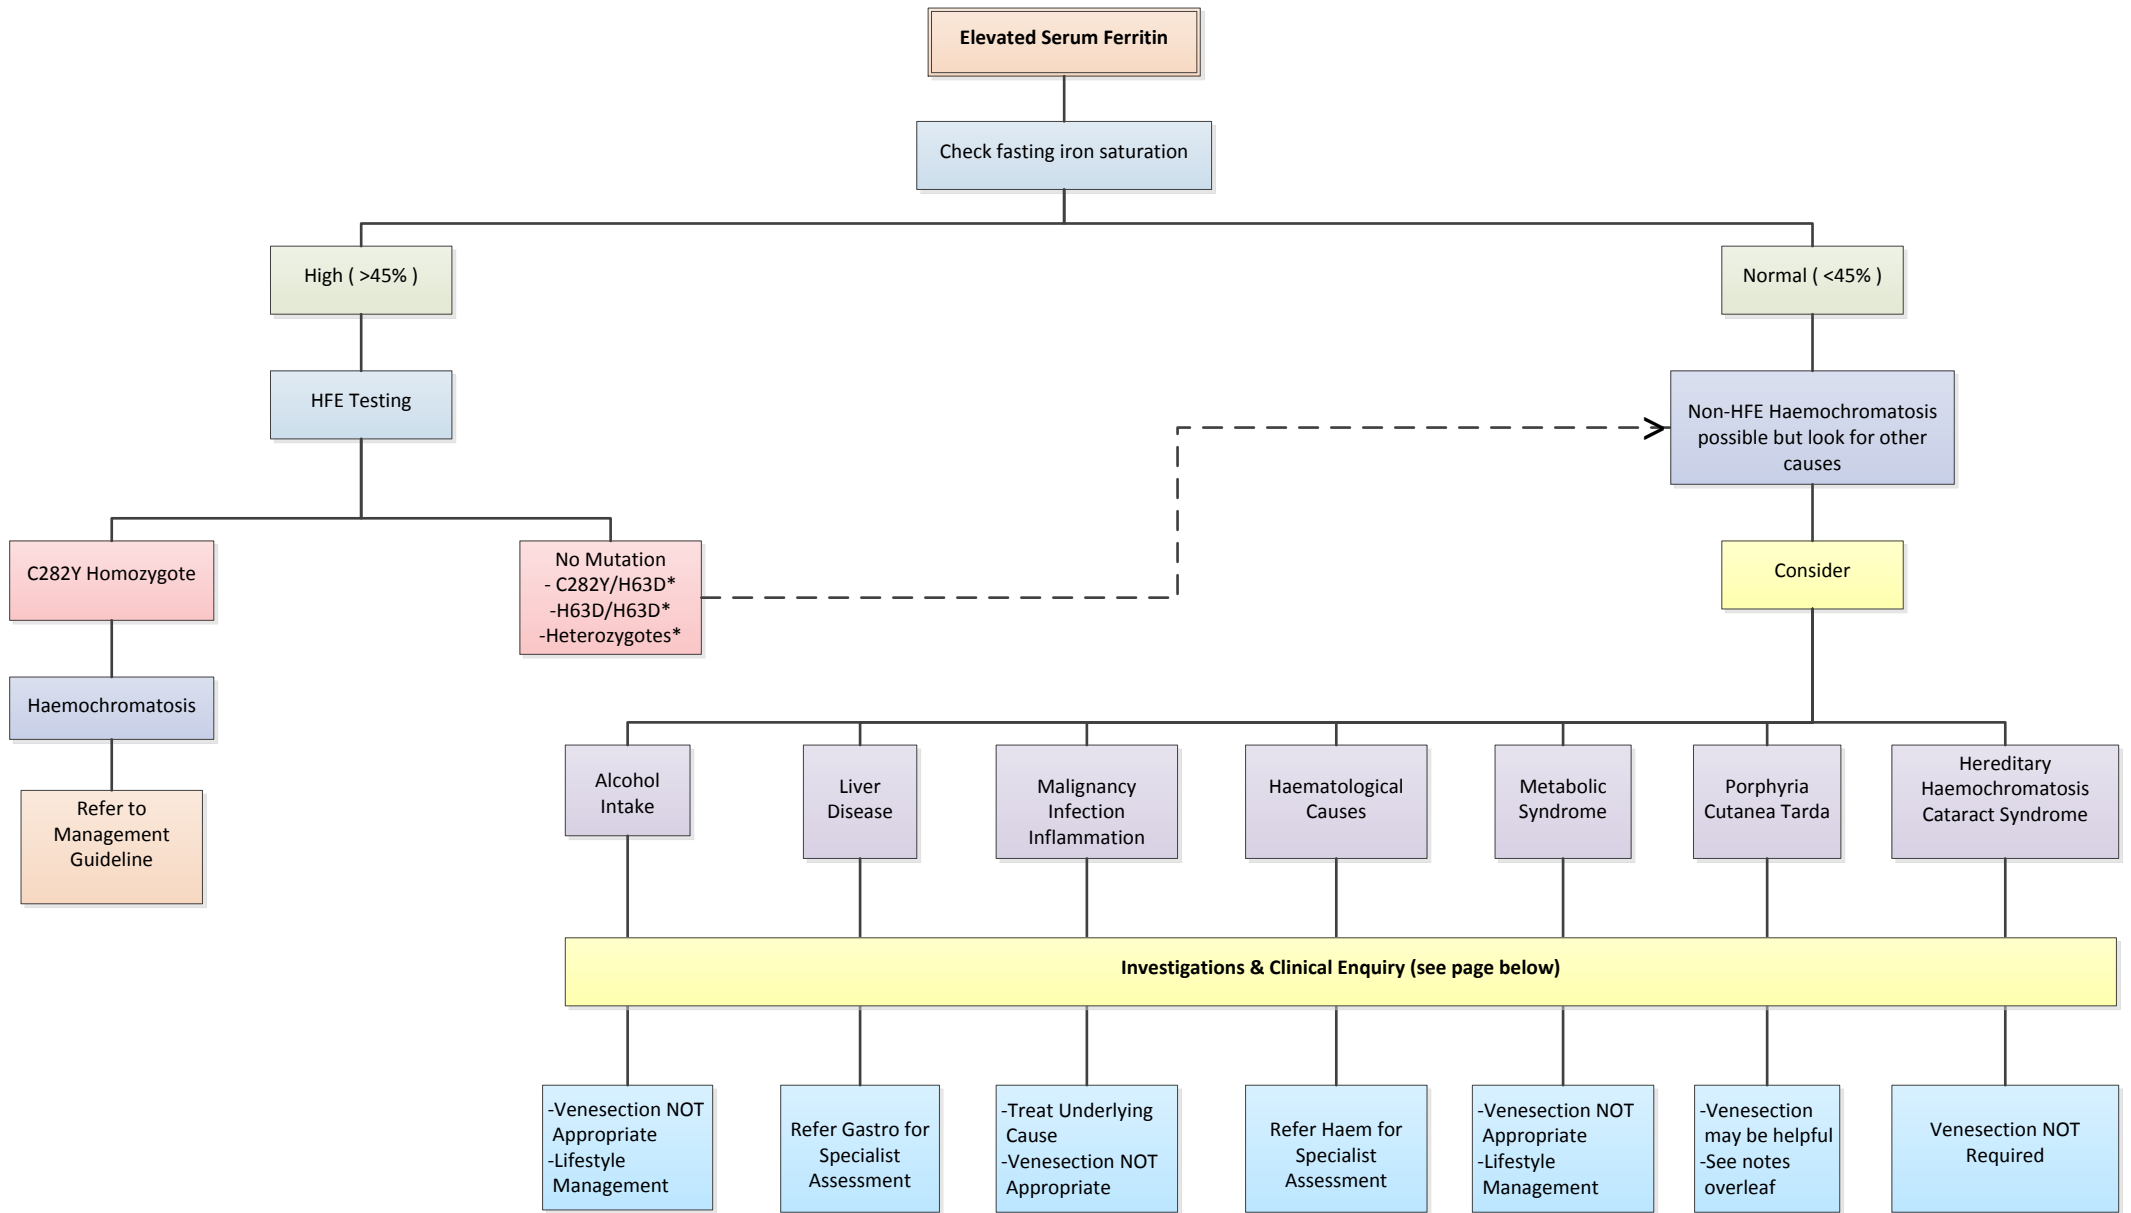 Elevated Serum Ferritin
Check fasting iron saturation
High ( >45% )
Normal ( <45% )
HFE Testing
Non-HFE Haemochromatosis
possible but look for other
causes
C282Y Homozygote
No Mutation
- C282Y/H63D*
-H63D/H63D*
-Heterozygotes*
Consider
Haemochromatosis
Refer to
Management
Guideline
Alcohol
Intake
Liver
Disease
Malignancy
Infection
Inflammation
Haematological
Causes
Metabolic
Syndrome
Porphyria
Cutanea Tarda
Hereditary
Haemochromatosis
Cataract Syndrome
Investigations & Clinical Enquiry (see page below)
-Venesection NOT
Appropriate
-Lifestyle
Management
Refer Gastro for
Specialist
Assessment
-Treat Underlying
Cause
-Venesection NOT
Appropriate
Refer Haem for
Specialist
Assessment
-Venesection NOT
Appropriate
-Lifestyle
Management
-Venesection
may be helpful
-See notes
overleaf
Venesection NOT
Required